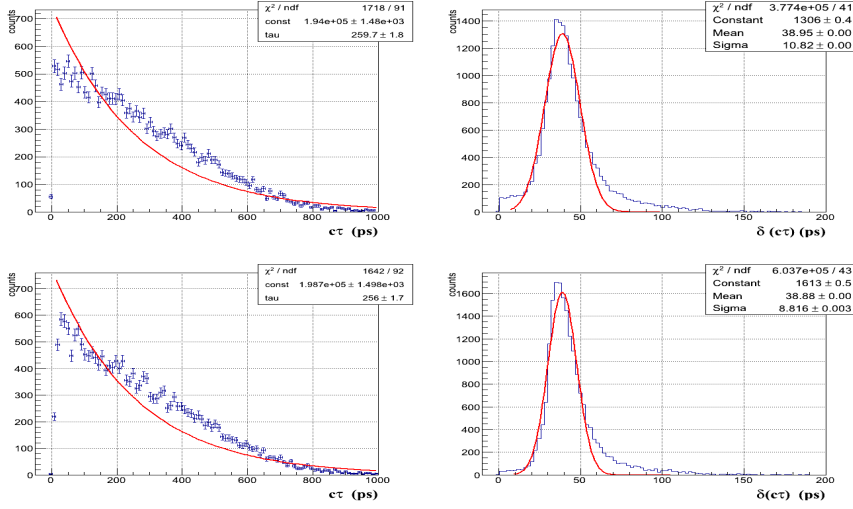 χ² / ndf 1718 / 91
const 1.94e+05 ± 1.48e+03
tau 259.7 ± 1.8
counts
700
600
500
400
300
200
100
0
0 200 400 600 800 1000
cτ (ps)
χ² / ndf 3.774e+05 / 41
Constant 1306 ± 0.4
Mean 38.95 ± 0.00
Sigma 10.82 ± 0.00
counts
1400
1200
1000
800
600
400
200
0
0 50 100 150 200
δ (cτ) (ps)
χ² / ndf 1642 / 92
const 1.987e+05 ± 1.498e+03
tau 256 ± 1.7
counts
700
600
500
400
300
200
100
0
0 200 400 600 800 1000
cτ (ps)
χ² / ndf 6.037e+05 / 43
Constant 1613 ± 0.5
Mean 38.88 ± 0.00
Sigma 8.816 ± 0.003
counts
1600
1400
1200
1000
800
600
400
200
0
0 50 100 150 200
δ(cτ) (ps)